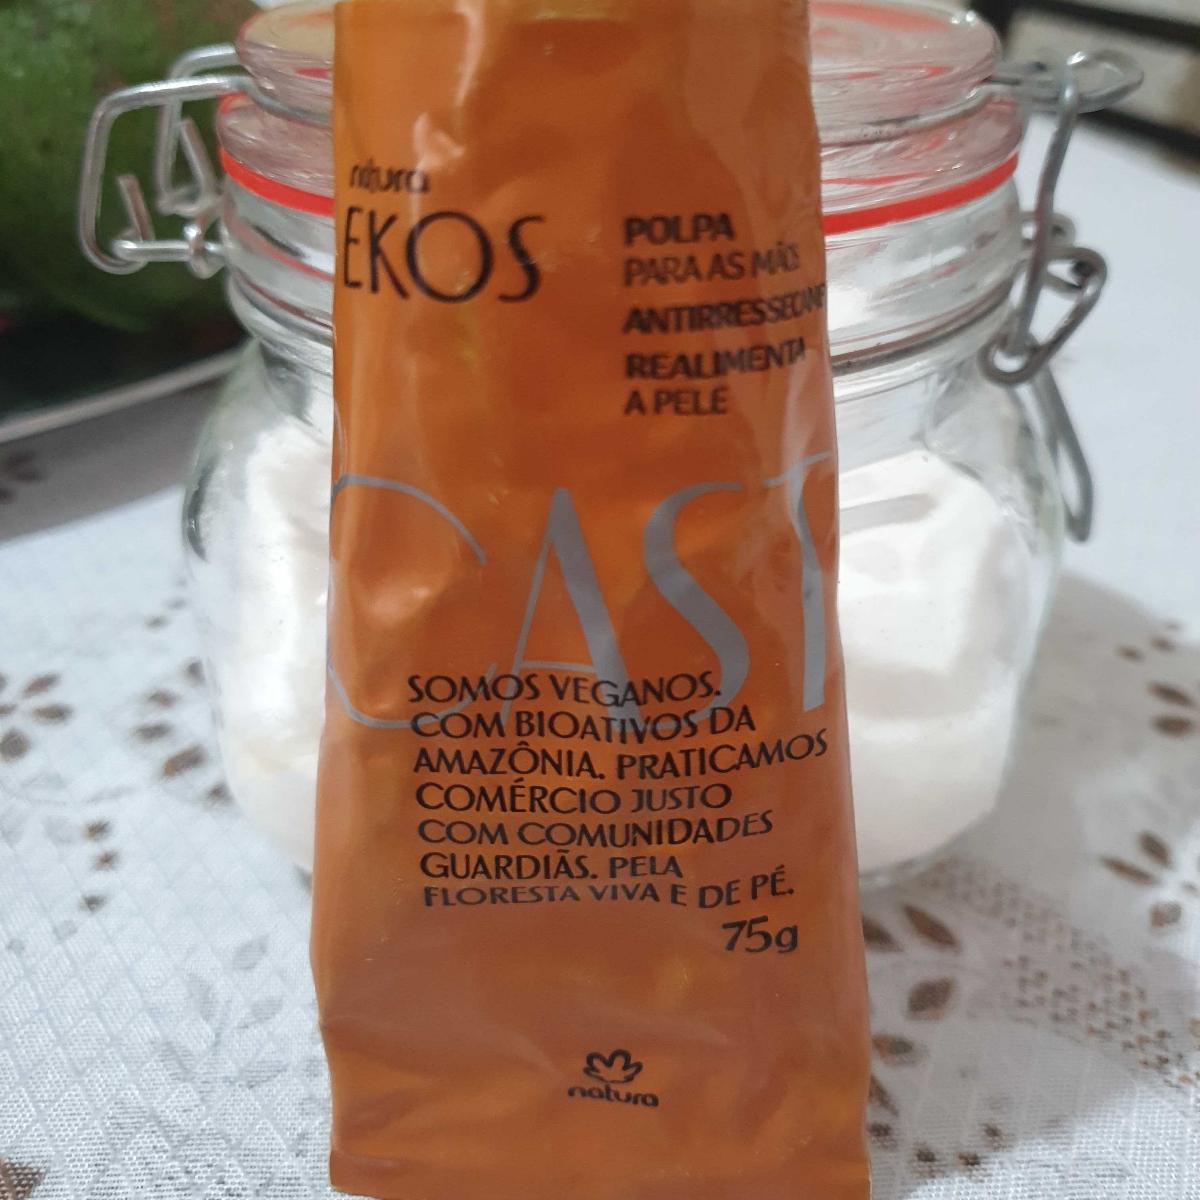 natura
EKOS
POLPA
PARA AS MÃOS
REALIMENTA
A PELE
CAST
SOMOS VEGANOS.
COM BIOATIVOS DA
AMAZÔNIA. PRATICAMOS
COMÉRCIO JUSTO
COM COMUNIDADES
GUARDIÃS. PELA
FLORESTA VIVA E DE PÉ.
75g
natura